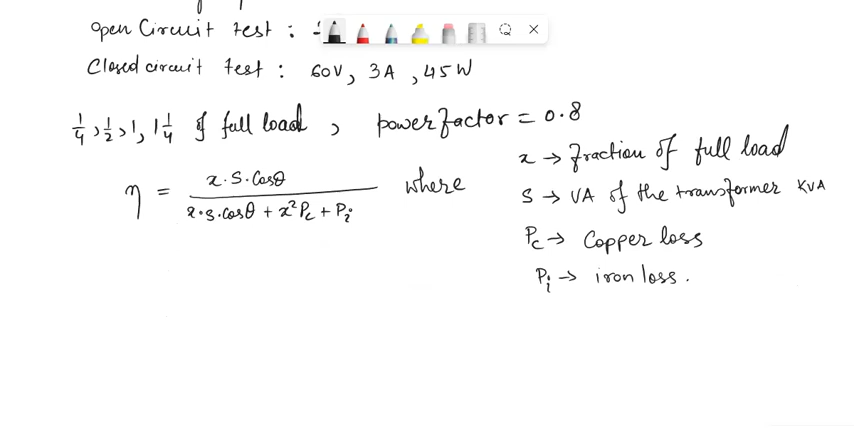 Open Circuit test :
Closed circuit test : 60V, 3A, 45W
1/4, 1/2, 1, 1 1/4 of full load, power factor = 0.8
η = x·S·Cosθ / x·S·Cosθ + x²Pc + Pi where
x → fraction of full load
S → VA of the transformer KVA
Pc → Copper loss
Pi → iron loss.